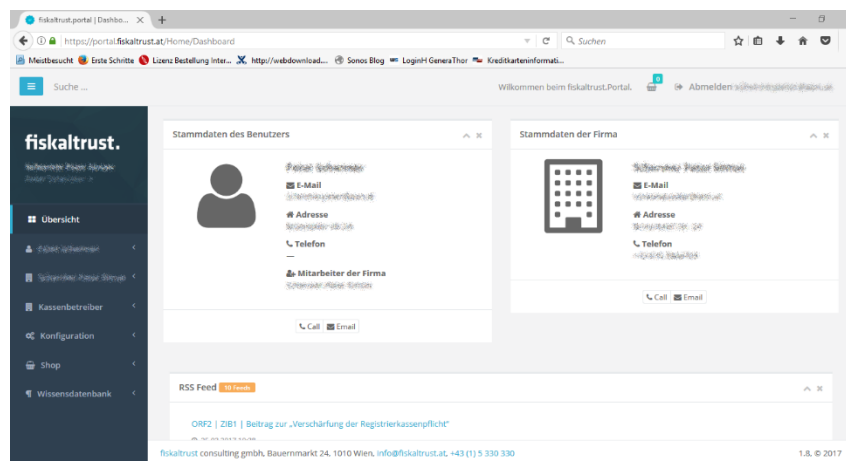 fiskaltrust.portal | Dashbo...
https://portal.fiskaltrust.at/Home/Dashboard
Suchen
Meistbesucht Erste Schritte Lizenz Bestellung Inter... http://webdownload.... Sonos Blog LoginH GeneraThor Kreditkarteninformati...
Suche ...
Wilkommen beim fiskaltrust.Portal.
0
Abmelden
fiskaltrust.
Übersicht
Kassenbetreiber
Konfiguration
Shop
Wissensdatenbank
Stammdaten des Benutzers
E-Mail
Adresse
Telefon
—
Mitarbeiter der Firma
Call Email
Stammdaten der Firma
E-Mail
Adresse
Telefon
Call Email
RSS Feed 10 Feeds
ORF2 | ZIB1 | Beitrag zur „Verschärfung der Registrierkassenpflicht"
fiskaltrust consulting gmbh, Bauernmarkt 24, 1010 Wien, info@fiskaltrust.at, +43 (1) 5 330 330
1.8, © 2017